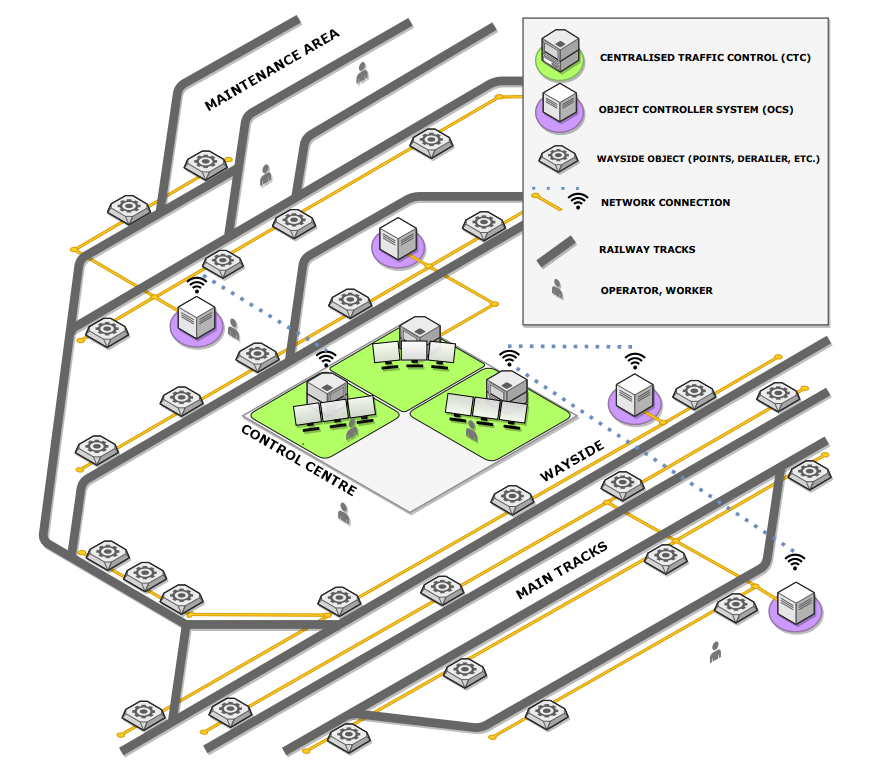 MAINTENANCE AREA
CENTRALISED TRAFFIC CONTROL (CTC)
OBJECT CONTROLLER SYSTEM (OCS)
WAYSIDE OBJECT (POINTS, DERAILER, ETC.)
NETWORK CONNECTION
RAILWAY TRACKS
OPERATOR, WORKER
CONTROL CENTRE
WAYSIDE
MAIN TRACKS